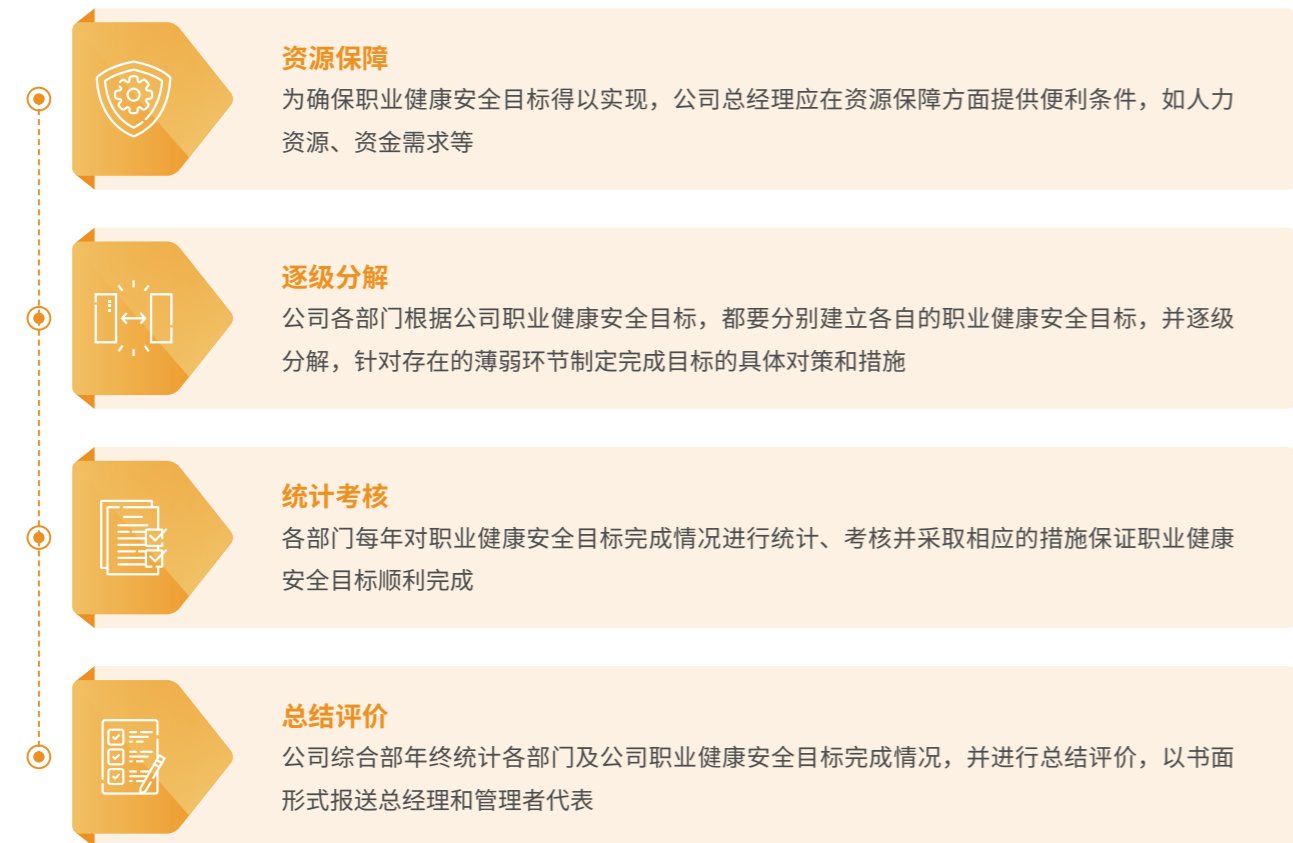 资源保障
为确保职业健康安全目标得以实现，公司总经理应在资源保障方面提供便利条件，如人力
资源、资金需求等
逐级分解
公司各部门根据公司职业健康安全目标，都要分别建立各自的职业健康安全目标，并逐级
分解，针对存在的薄弱环节制定完成目标的具体对策和措施
统计考核
各部门每年对职业健康安全目标完成情况进行统计、考核并采取相应的措施保证职业健康
安全目标顺利完成
总结评价
公司综合部年终统计各部门及公司职业健康安全目标完成情况，并进行总结评价，以书面
形式报送总经理和管理者代表